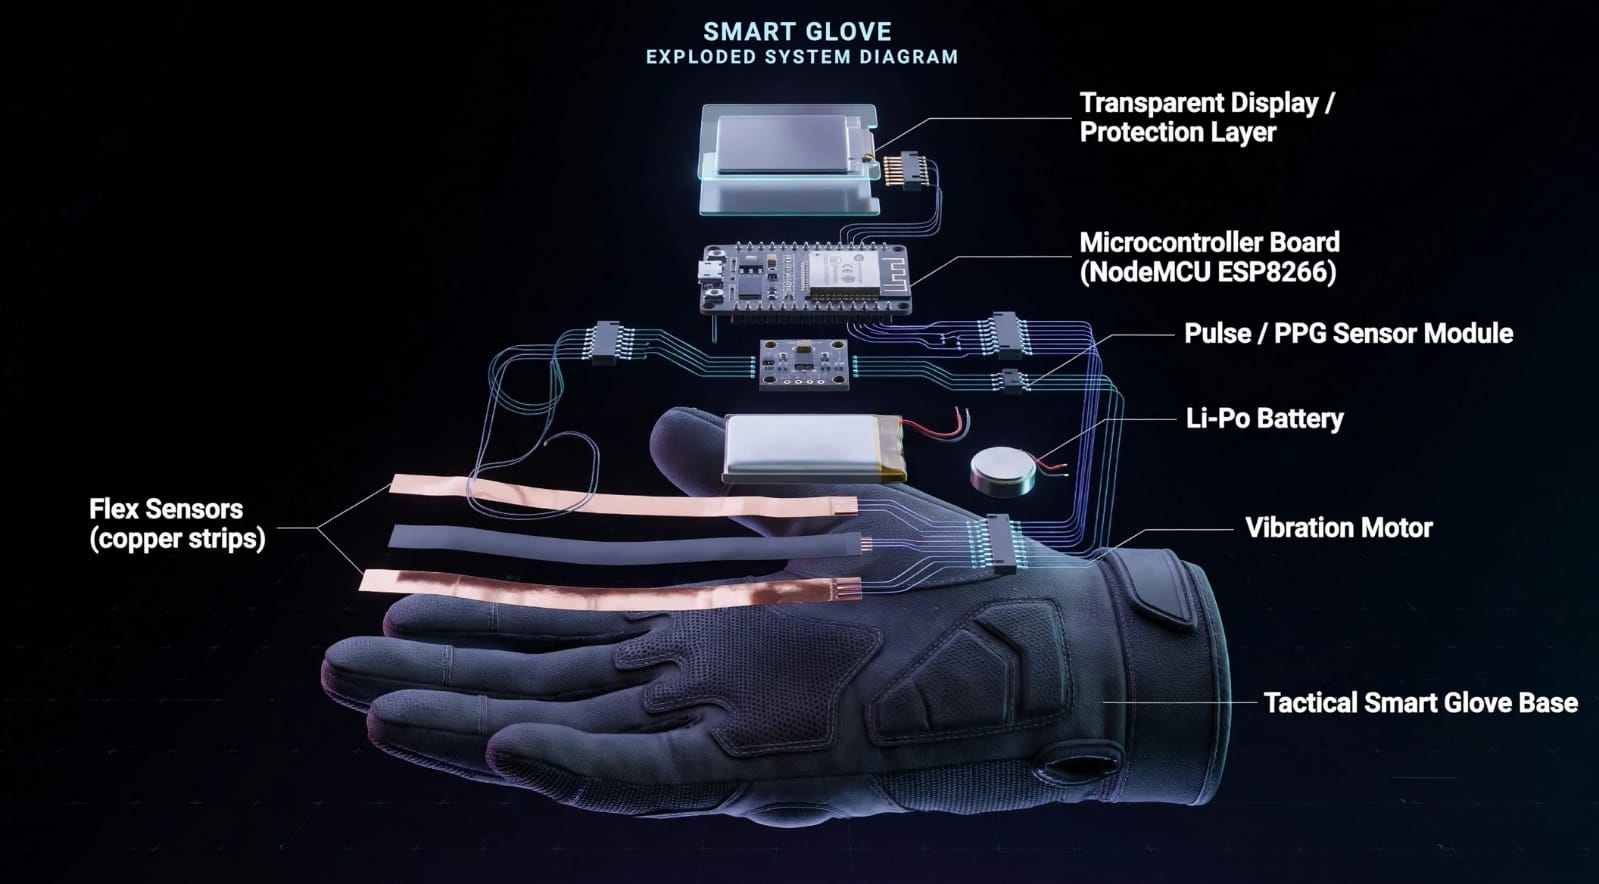 SMART GLOVE
EXPLODED SYSTEM DIAGRAM
Transparent Display /
Protection Layer
Microcontroller Board
(NodeMCU ESP8266)
Pulse / PPG Sensor Module
Li-Po Battery
Flex Sensors
(copper strips)
Vibration Motor
Tactical Smart Glove Base